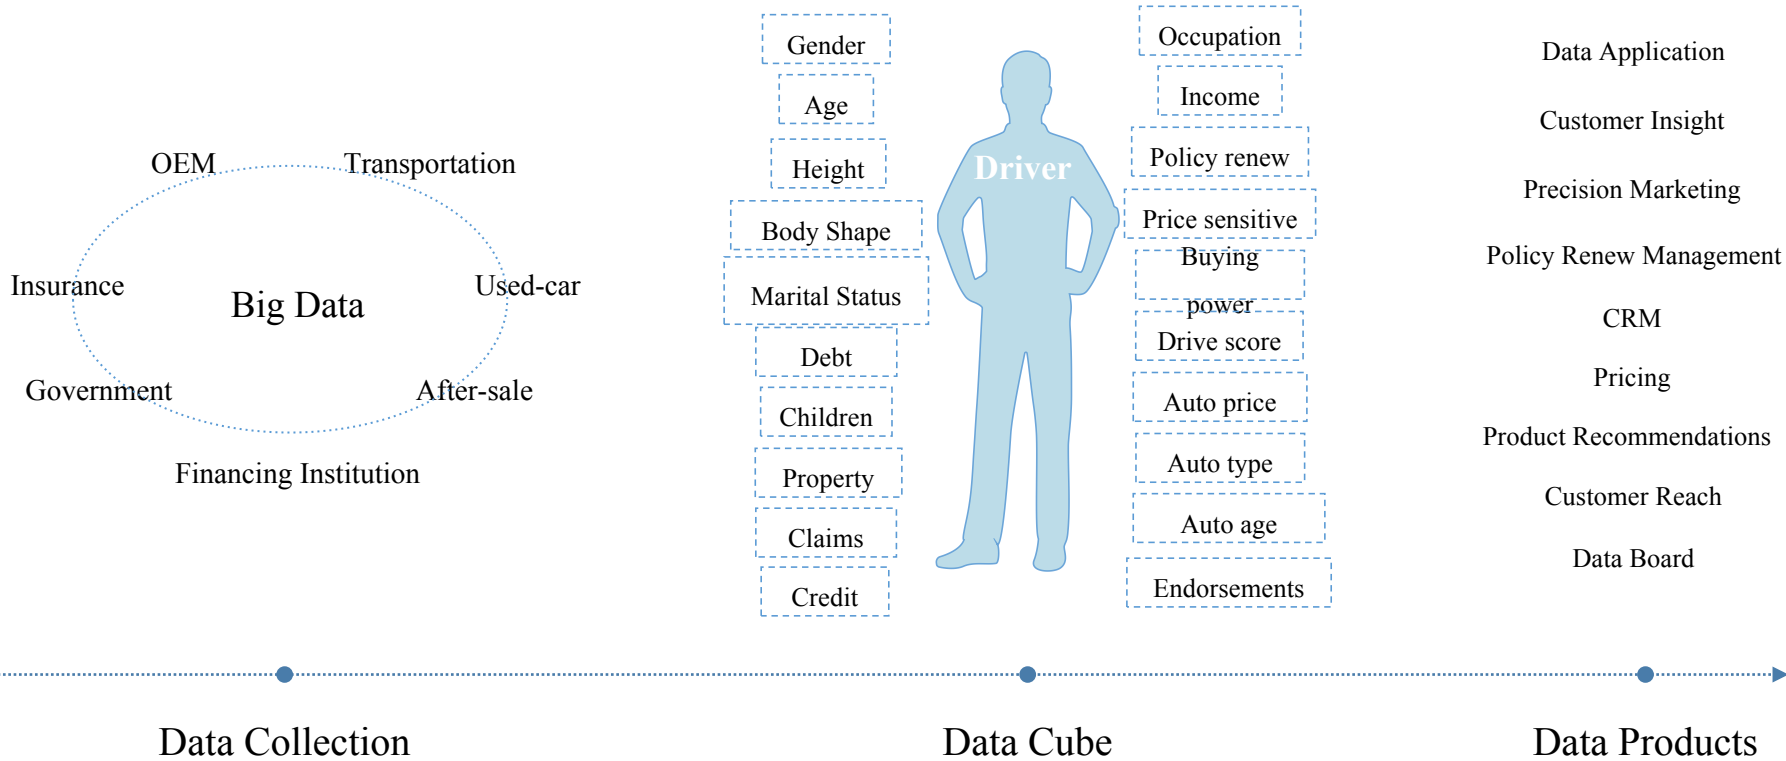 OEM
Transportation
Insurance
Big Data
Used-car
Government
After-sale
Financing Institution
Gender
Age
Height
Body Shape
Marital Status
Debt
Children
Property
Claims
Credit
Driver
Occupation
Income
Policy renew
Price sensitive
Buying
power
Drive score
Auto price
Auto type
Auto age
Endorsements
Data Application
Customer Insight
Precision Marketing
Policy Renew Management
CRM
Pricing
Product Recommendations
Customer Reach
Data Board
Data Collection
Data Cube
Data Products